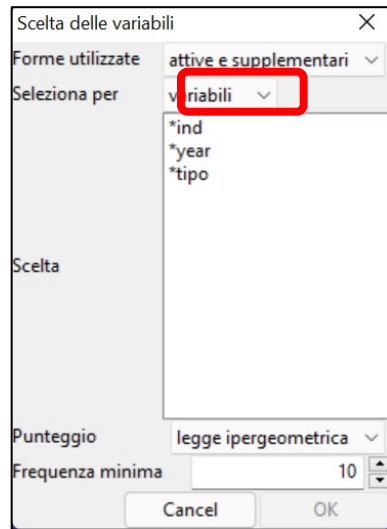 Scelta delle variabili
Forme utilizzate attive e supplementari
Seleziona per variabili
*ind
*year
*tipo
Scelta
Punteggio legge ipergeometrica
Frequenza minima 10
Cancel OK